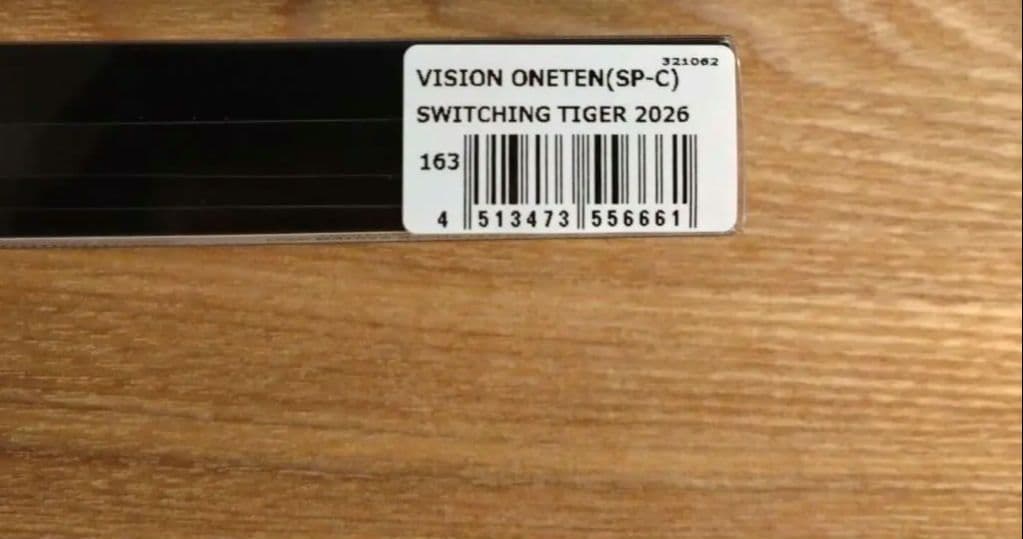 321062
VISION ONETEN(SP-C)
SWITCHING TIGER 2026
163
4 513473 556661